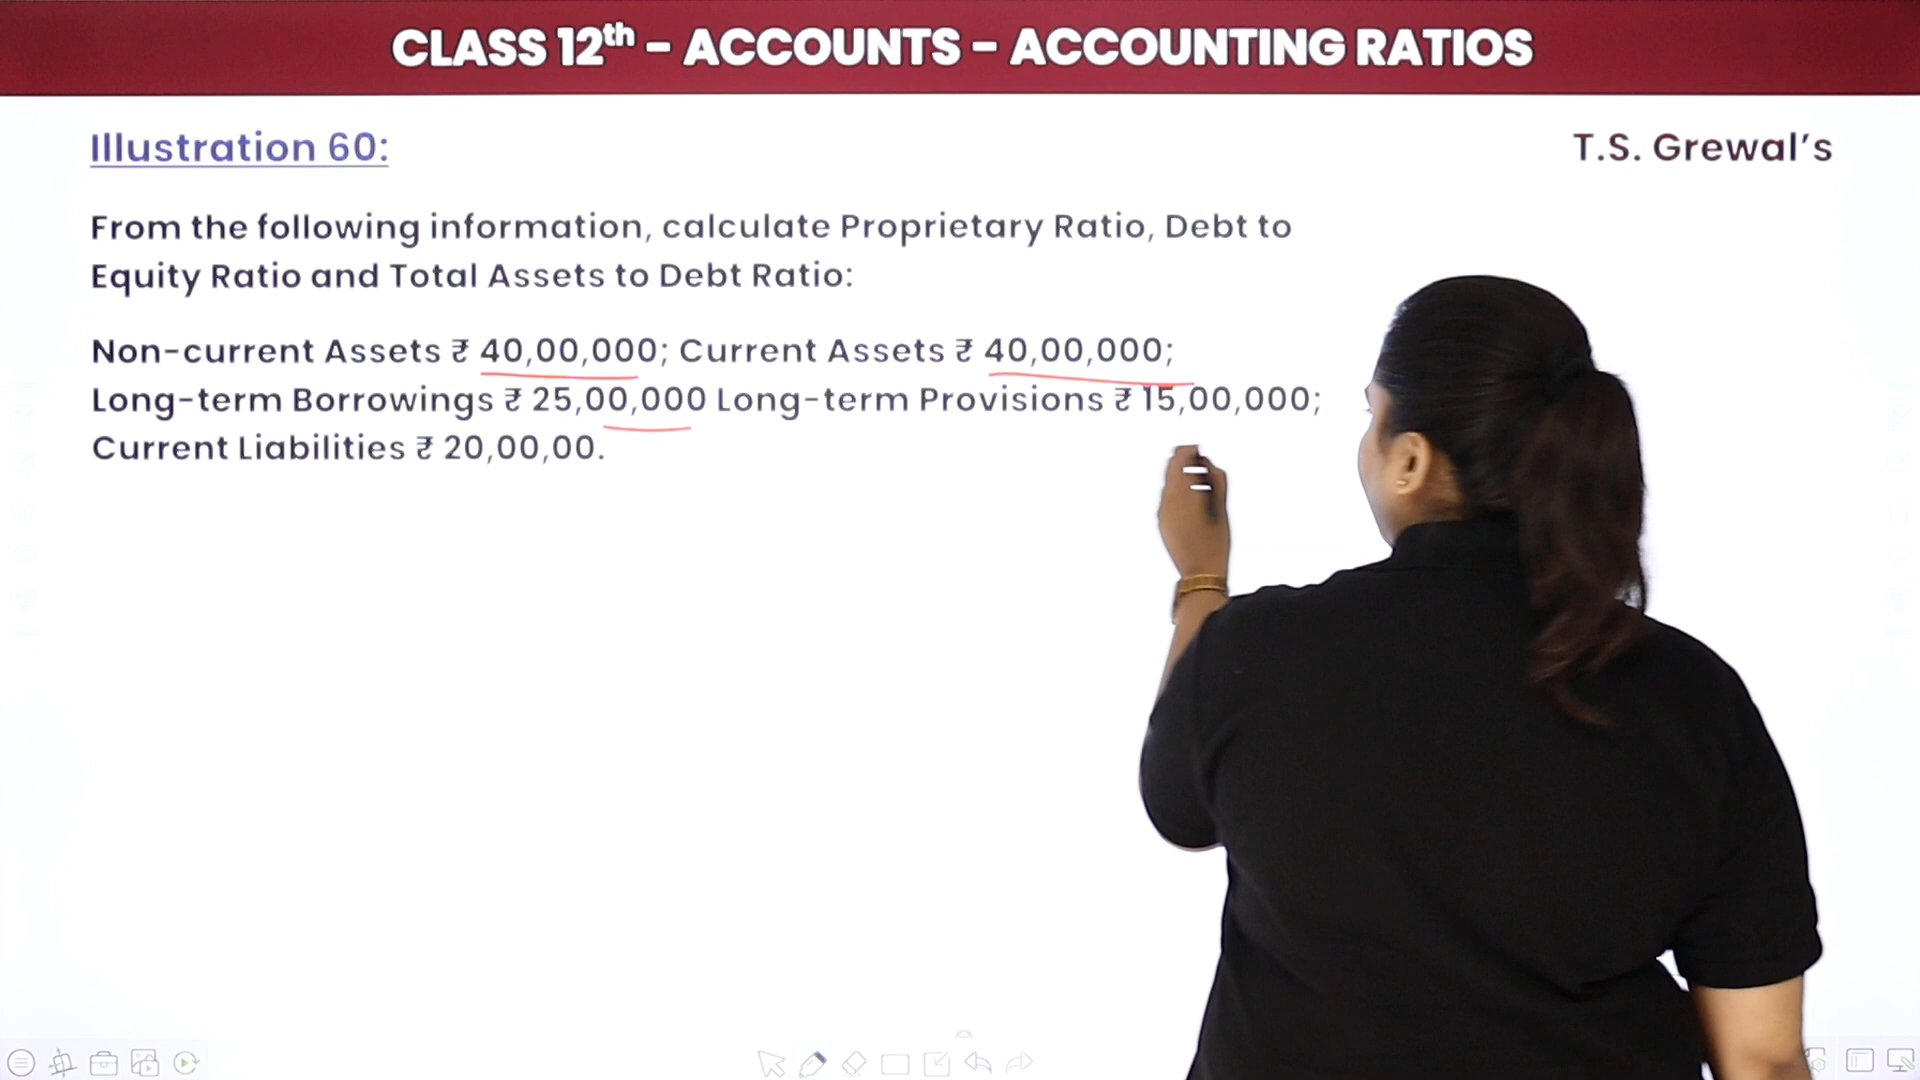 CLASS 12th – ACCOUNTS – ACCOUNTING RATIOS
Illustration 60:
T.S. Grewal’s
From the following information, calculate Proprietary Ratio, Debt to
Equity Ratio and Total Assets to Debt Ratio:
Non-current Assets ₹ 40,00,000; Current Assets ₹ 40,00,000;
Long-term Borrowings ₹ 25,00,000 Long-term Provisions ₹ 15,00,000;
Current Liabilities ₹ 20,00,00.